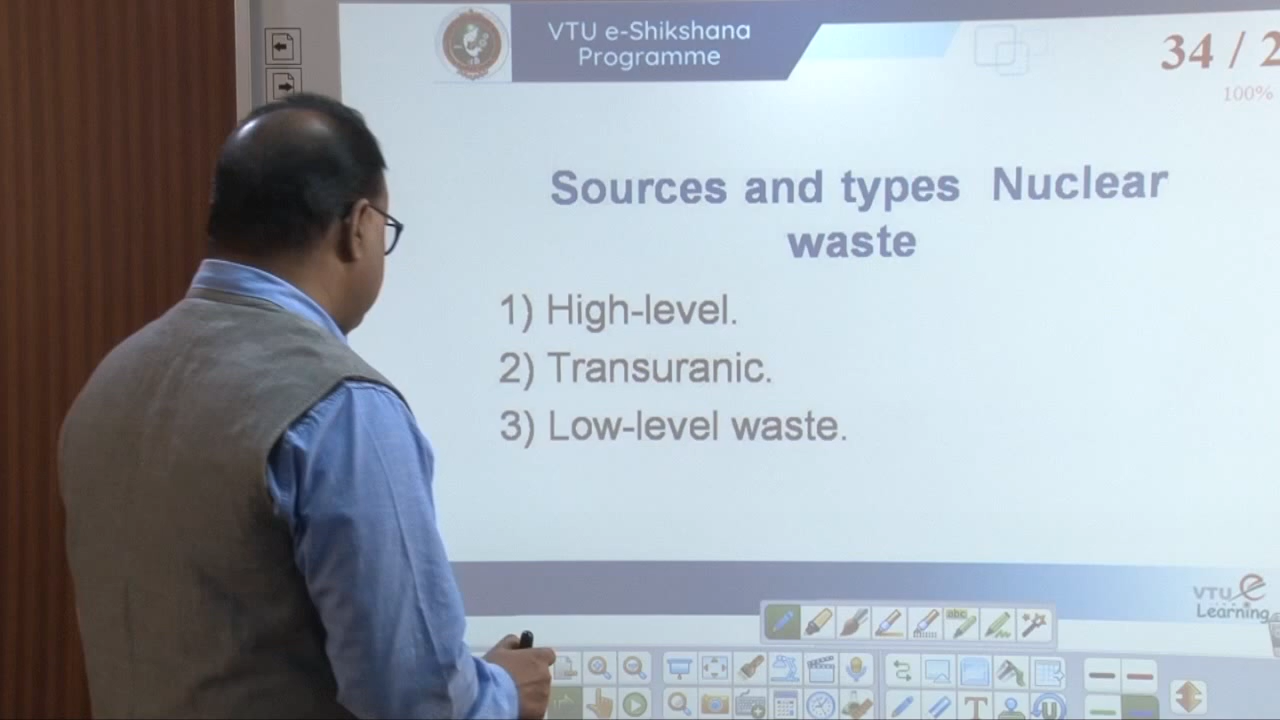 VTU e-Shikshana
Programme
34 / 2
100%
Sources and types Nuclear
waste
1) High-level.
2) Transuranic.
3) Low-level waste.
VTU e
Learning
abc
T